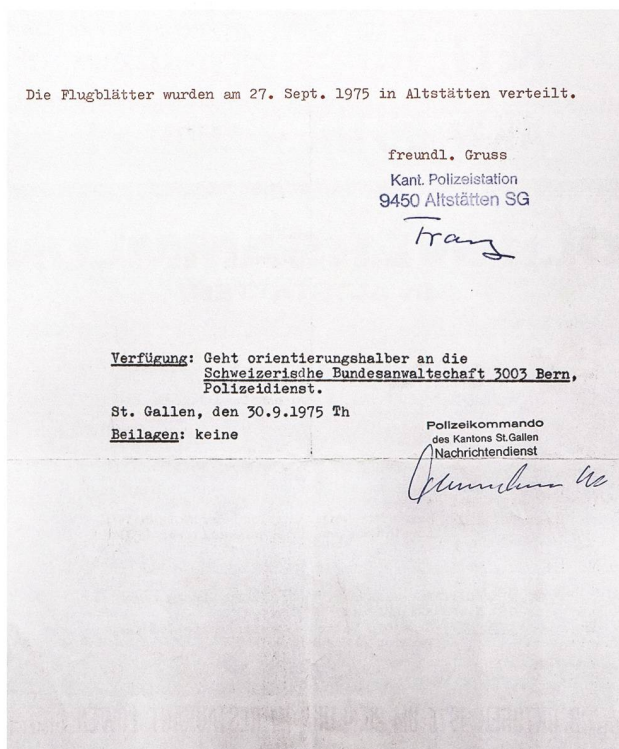 Die Flugblätter wurden am 27. Sept. 1975 in Altstätten verteilt.
freundl. Gruss
Kant. Polizeistation
9450 Altstätten SG
Franz
Verfügung: Geht orientierungshalber an die
Schweizerisdhe Bundesanwaltschaft 3003 Bern,
Polizeidienst.
St. Gallen, den 30.9.1975 Th
Beilagen: keine
Polizeikommando
des Kantons St.Gallen
Nachrichtendienst